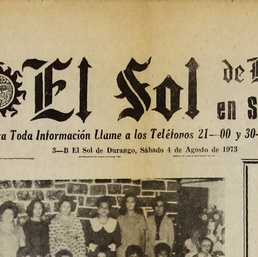 El Sol de
en S
a Toda Información Llame a los Teléfonos 21--00 y 30-
3—B El Sol de Durango, Sábado 4 de Agosto de 1973